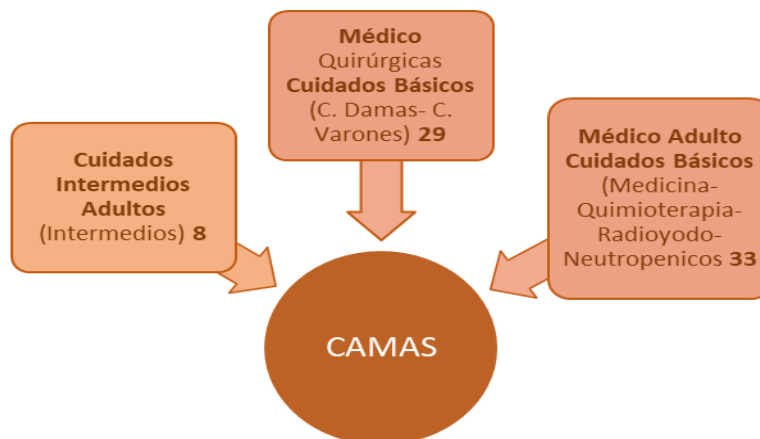 Médico
Quirúrgicas
Cuidados Básicos
(C. Damas- C.
Varones) 29
Cuidados
Intermedios
Adultos
(Intermedios) 8
Médico Adulto
Cuidados Básicos
(Medicina-
Quimioterapia-
Radioyodo-
Neutropenicos 33
CAMAS